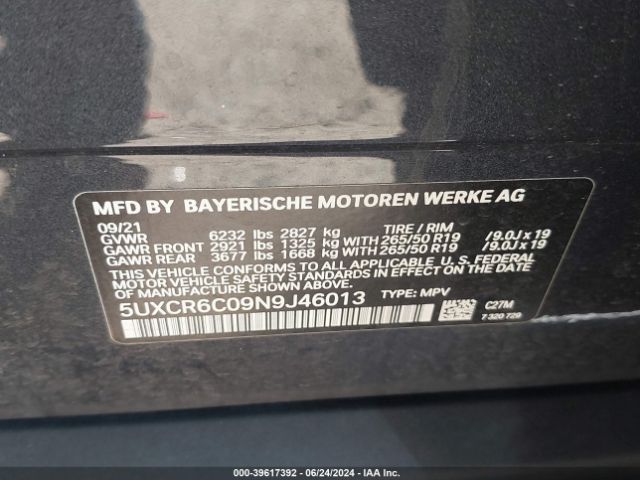 MFD BY BAYERISCHE MOTOREN WERKE AG
09/21
GVWR 6232 lbs 2827 kg TIRE / RIM
GAWR FRONT 2921 lbs 1325 kg WITH 265/50 R19 /9.0J x 19
GAWR REAR 3677 lbs 1668 kg WITH 265/50 R19 /9.0J x 19
THIS VEHICLE CONFORMS TO ALL APPLICABLE U.S. FEDERAL
MOTOR VEHICLE SAFETY STANDARDS IN EFFECT ON THE DATE
OF MANUFACTURE SHOWN ABOVE.
5UXCR6C09N9J46013 TYPE: MPV C27M
7 320 729
000-39617392 - 06/24/2024 - IAA Inc.